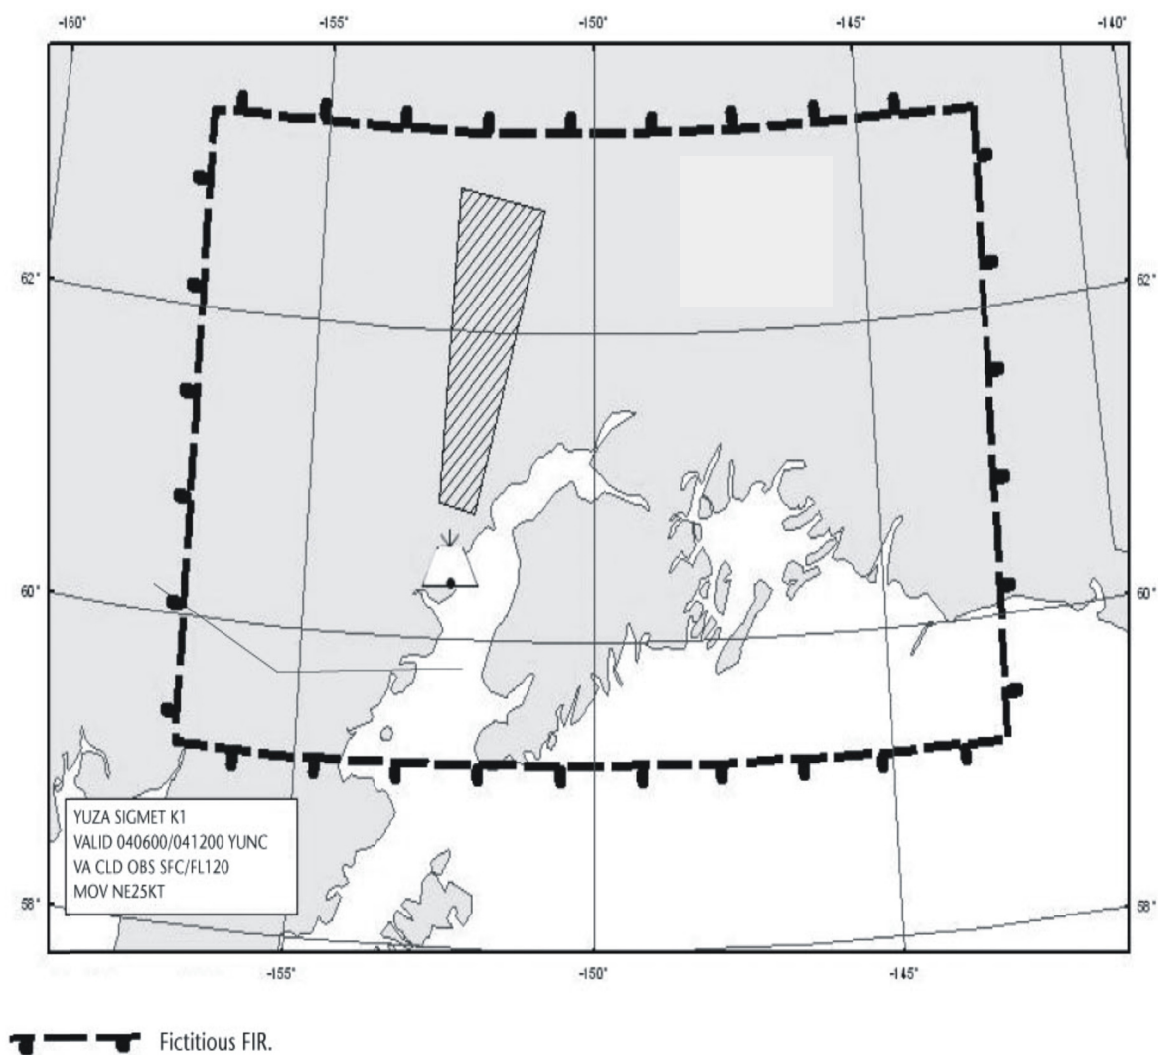 -160° -155° -150° -145° -140°
62° 62°
60° 60°
58° 58°
YUZA SIGMET K1
VALID 040600/041200 YUNC
VA CLD OBS SFC/FL120
MOV NE25KT
-155° -150° -145°
Fictitious FIR.